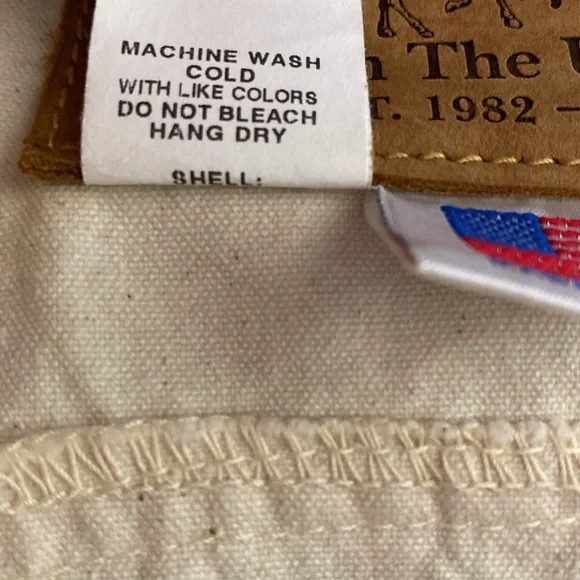 MACHINE WASH
COLD
WITH LIKE COLORS
DO NOT BLEACH
HANG DRY
SHELL:
The
1982 –